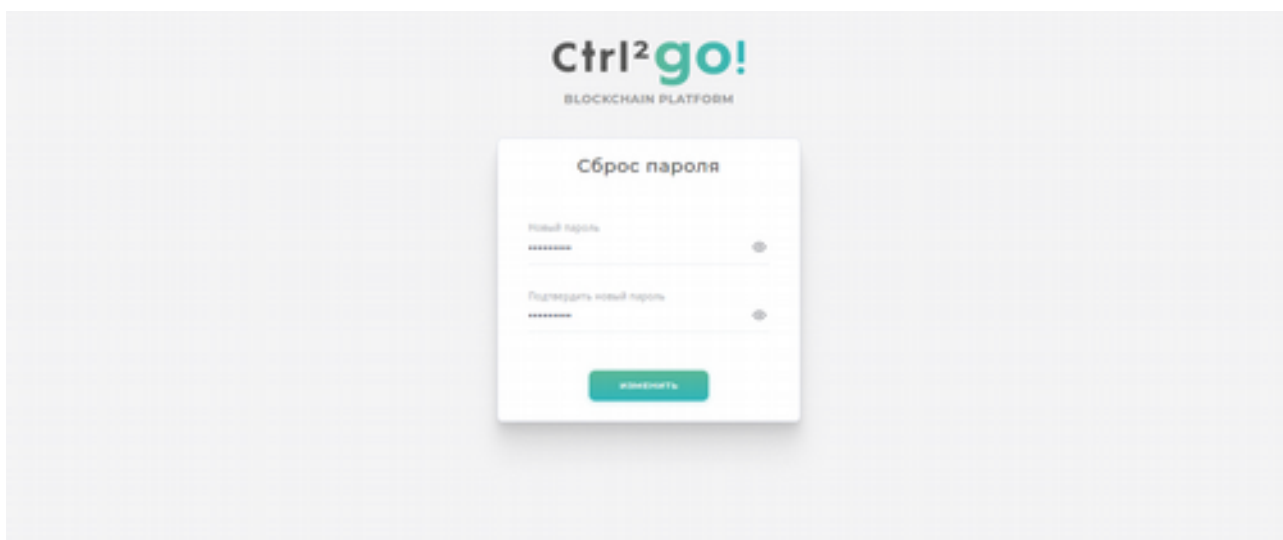 Ctrl²go!
BLOCKCHAIN PLATFORM
Сброс пароля
Новый пароль
Подтвердить новый пароль
ИЗМЕНИТЬ